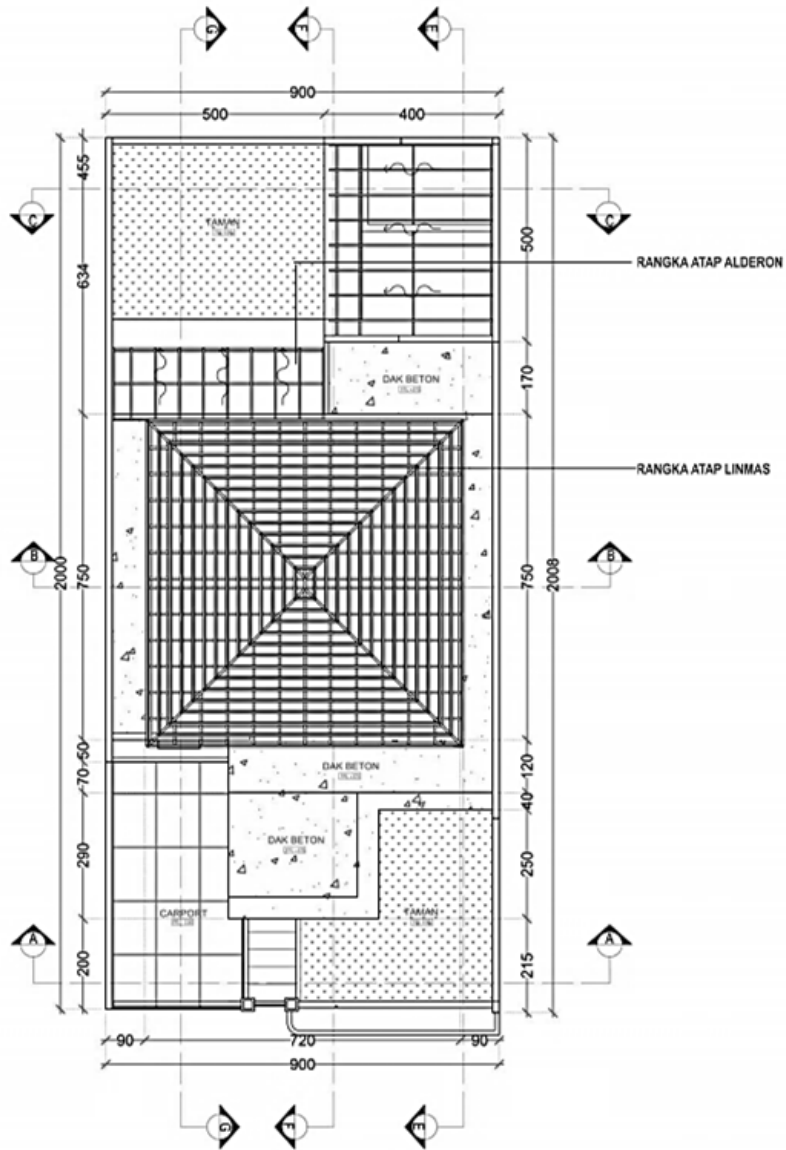 G
F
E
900
500
400
455
C
C
TAMAN
500
RANGKA ATAP ALDERON
634
DAK BETON
170
RANGKA ATAP LINMAS
B
B
2000
750
750
2008
50
DAK BETON
120
70
40
290
DAK BETON
250
CARPORT
TAMAN
A
A
200
215
90
720
90
900
G
F
E